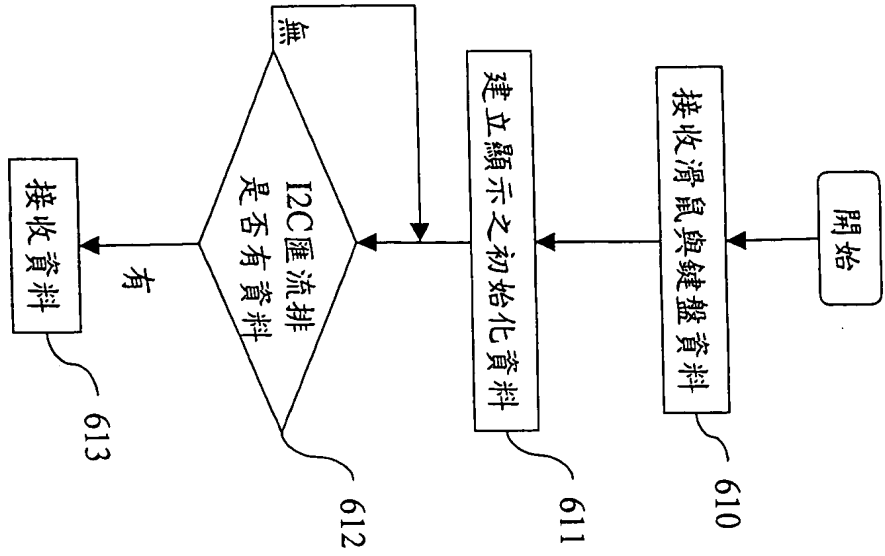 開始
接收滑鼠與鍵盤資料
610
建立顯示之初始化資料
611
I2C匯流排
是否有資料
612
無
有
接收資料
613